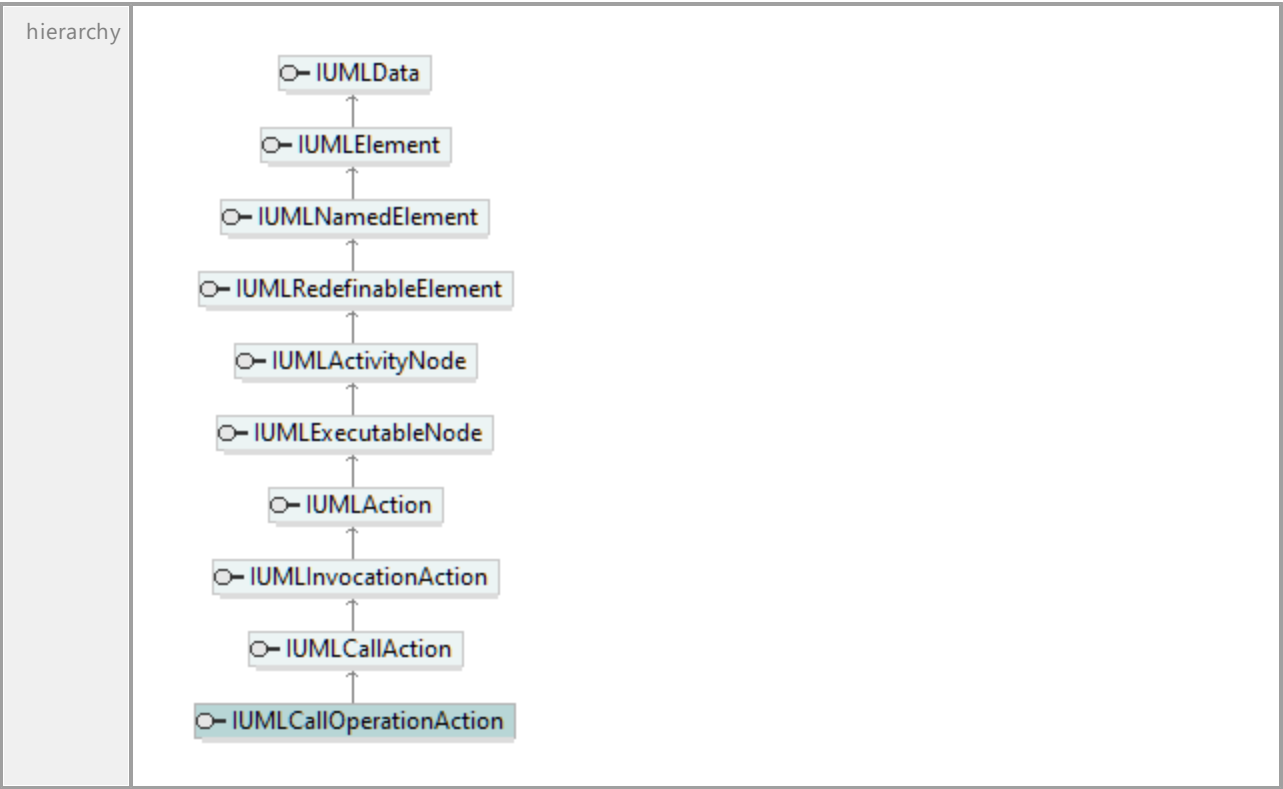 hierarchy
IUMLData
IUMLElement
IUMLNamedElement
IUMLRedefinableElement
IUMLActivityNode
IUMLExecutableNode
IUMLAction
IUMLInvocationAction
IUMLCallAction
IUMLCallOperationAction